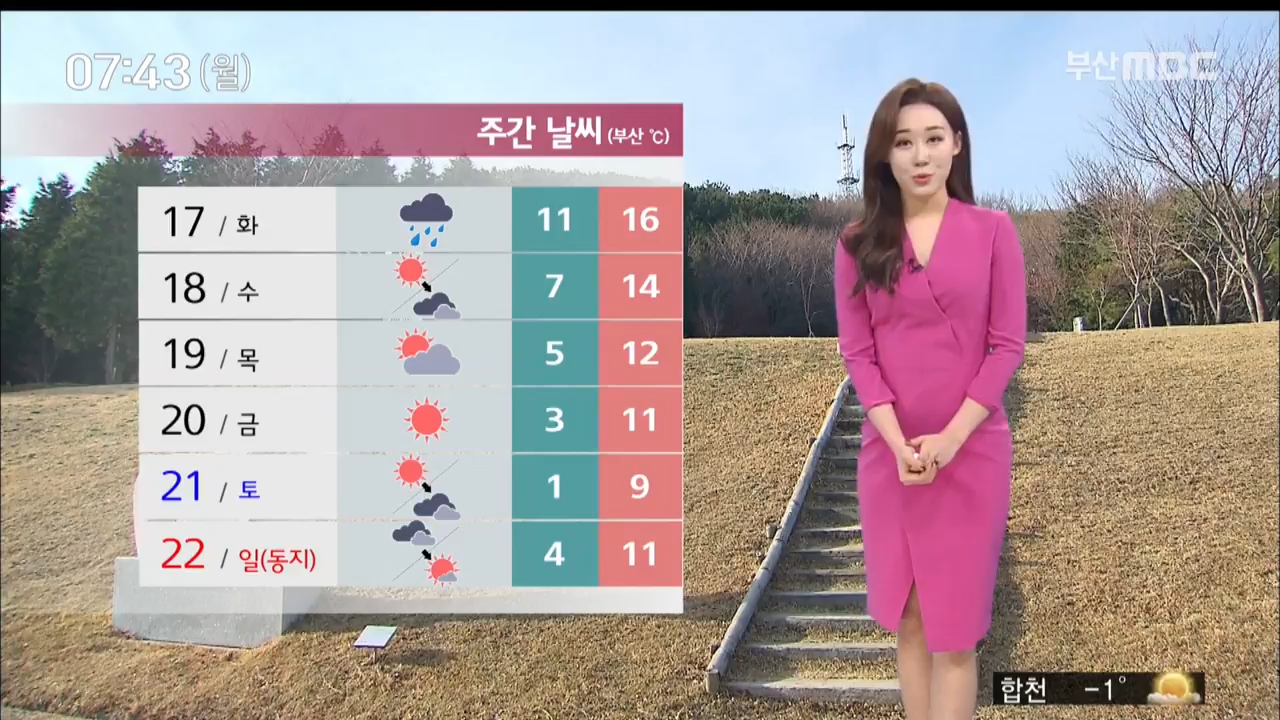 07:43(월)
부산MBC
주간 날씨 (부산 ℃)
17 / 화 11 16
18 / 수 7 14
19 / 목 5 12
20 / 금 3 11
21 / 토 1 9
22 / 일(동지) 4 11
합천 -1°